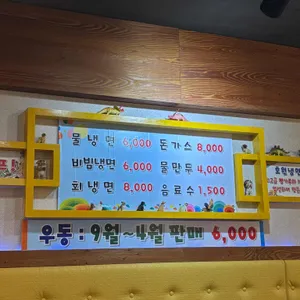 물냉면 6,000 돈가스 8,000
비빔냉면 6,000 물만두 4,000
회냉면 8,000 음료수 1,500
우동 : 9월~4월 판매 6,000